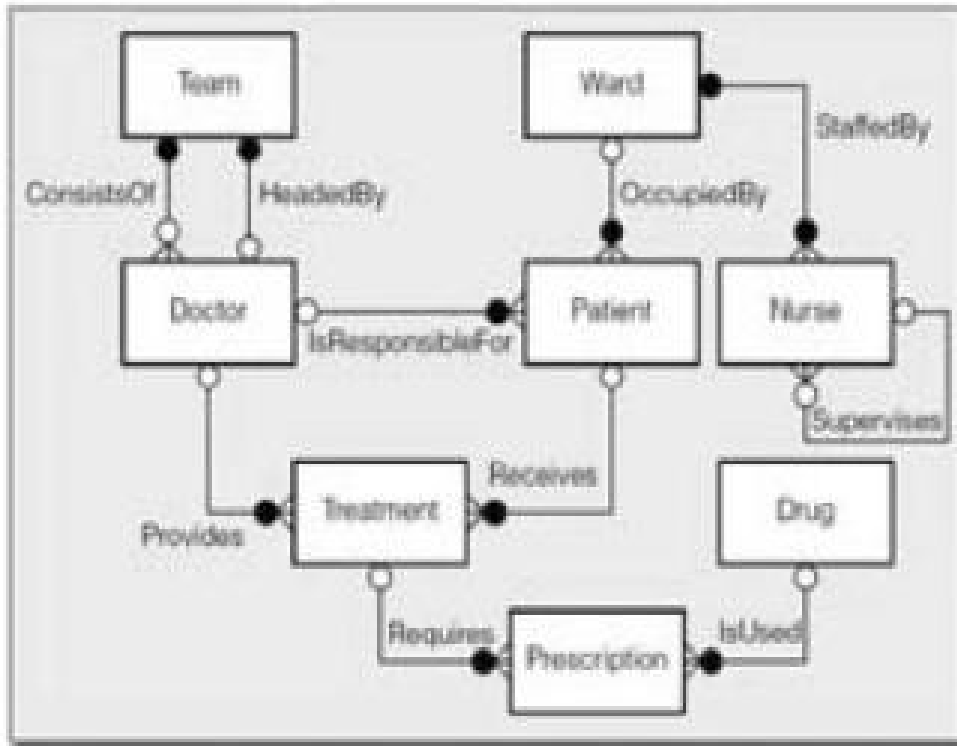 Team
Ward
StaffedBy
ConsistsOf
HeadedBy
OccupiedBy
Doctor
Patient
Nurse
IsResponsibleFor
Supervises
Receives
Treatment
Drug
Provides
Requires
IsUsed
Prescription